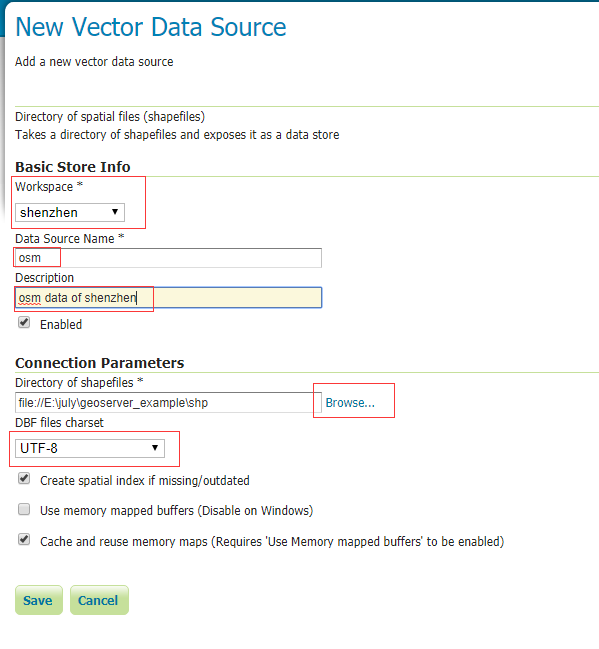 New Vector Data Source
Add a new vector data source
Directory of spatial files (shapefiles)
Takes a directory of shapefiles and exposes it as a data store
Basic Store Info
Workspace *
shenzhen
Data Source Name *
osm
Description
osm data of shenzhen
Enabled
Connection Parameters
Directory of shapefiles *
file://E:\july\geoserver_example\shp Browse...
DBF files charset
UTF-8
Create spatial index if missing/outdated
Use memory mapped buffers (Disable on Windows)
Cache and reuse memory maps (Requires 'Use Memory mapped buffers' to be enabled)
Save Cancel